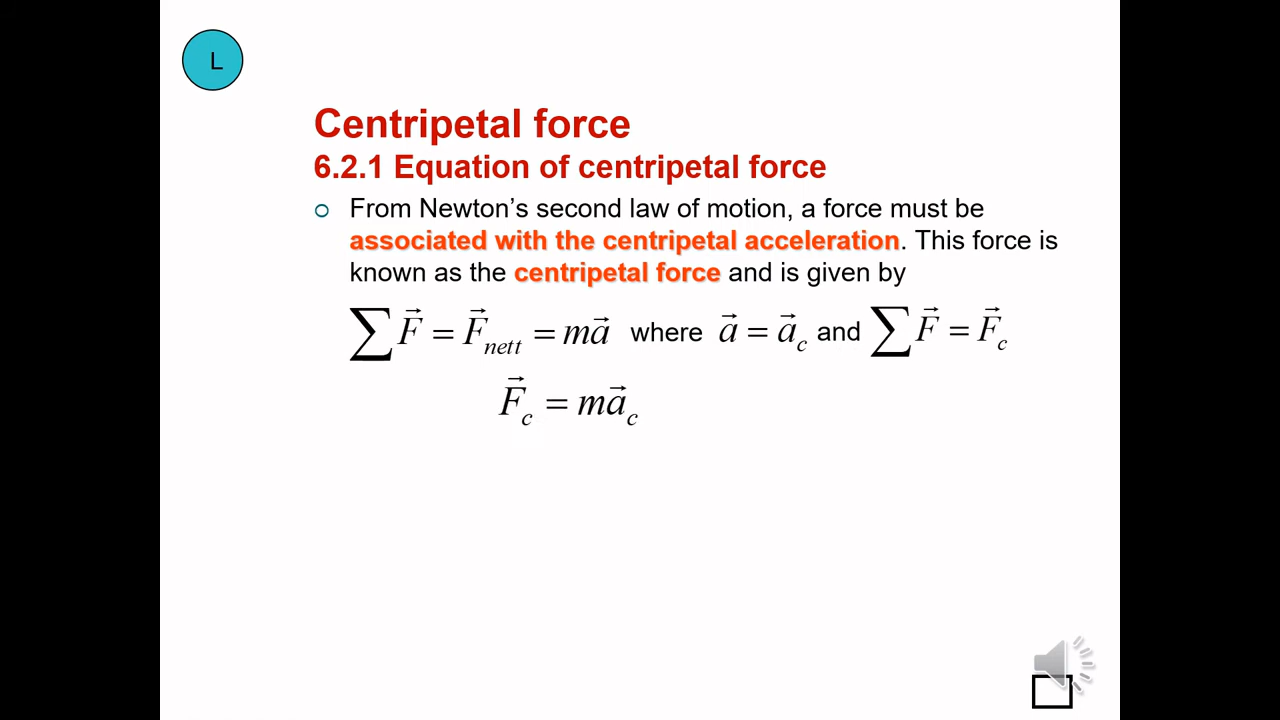 L
Centripetal force
6.2.1 Equation of centripetal force
From Newton’s second law of motion, a force must be
associated with the centripetal acceleration. This force is
known as the centripetal force and is given by
∑F⃗ = F⃗nett = ma⃗ where a⃗ = a⃗c and ∑F⃗ = F⃗c
F⃗c = ma⃗c